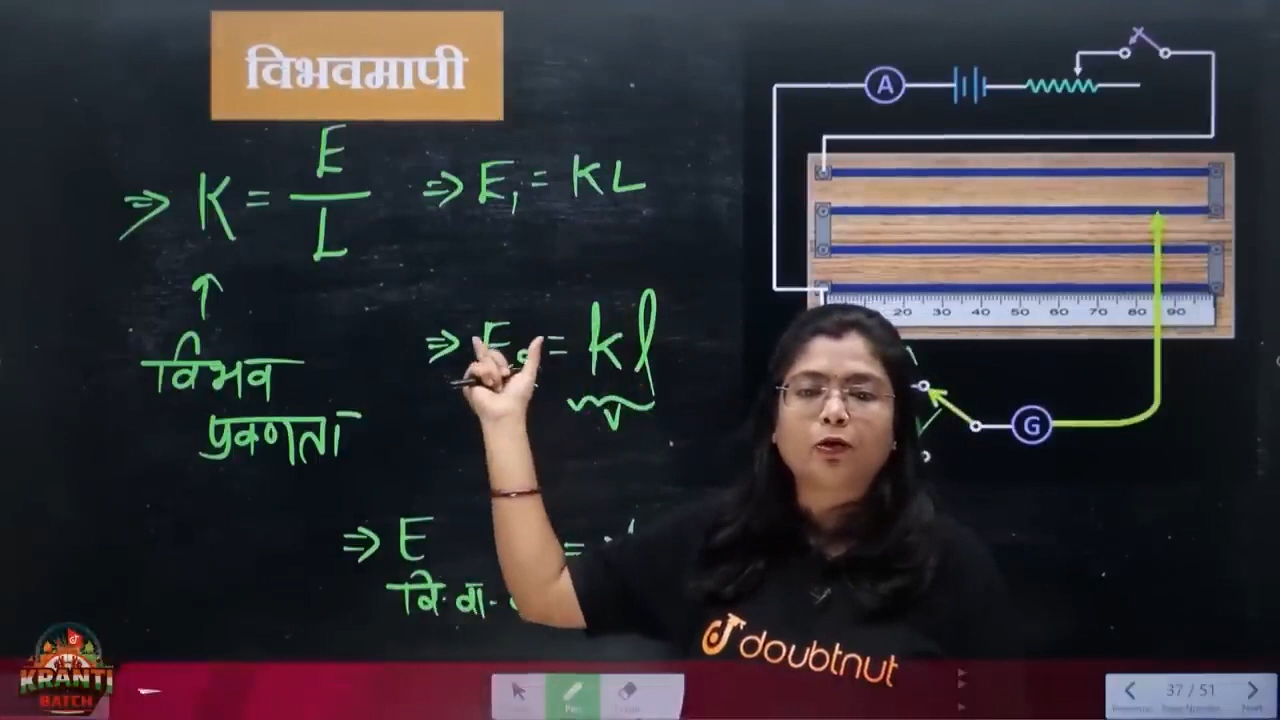 विभवमापी
⇒ K = E/L ⇒ E₁ = KL
विभव
प्रवणता
= kl
V
⇒ E
वि. वा.
A
20 30 40 50 60 70 80 90
G
doubtnut
KRANTI
BATCH
37 / 51